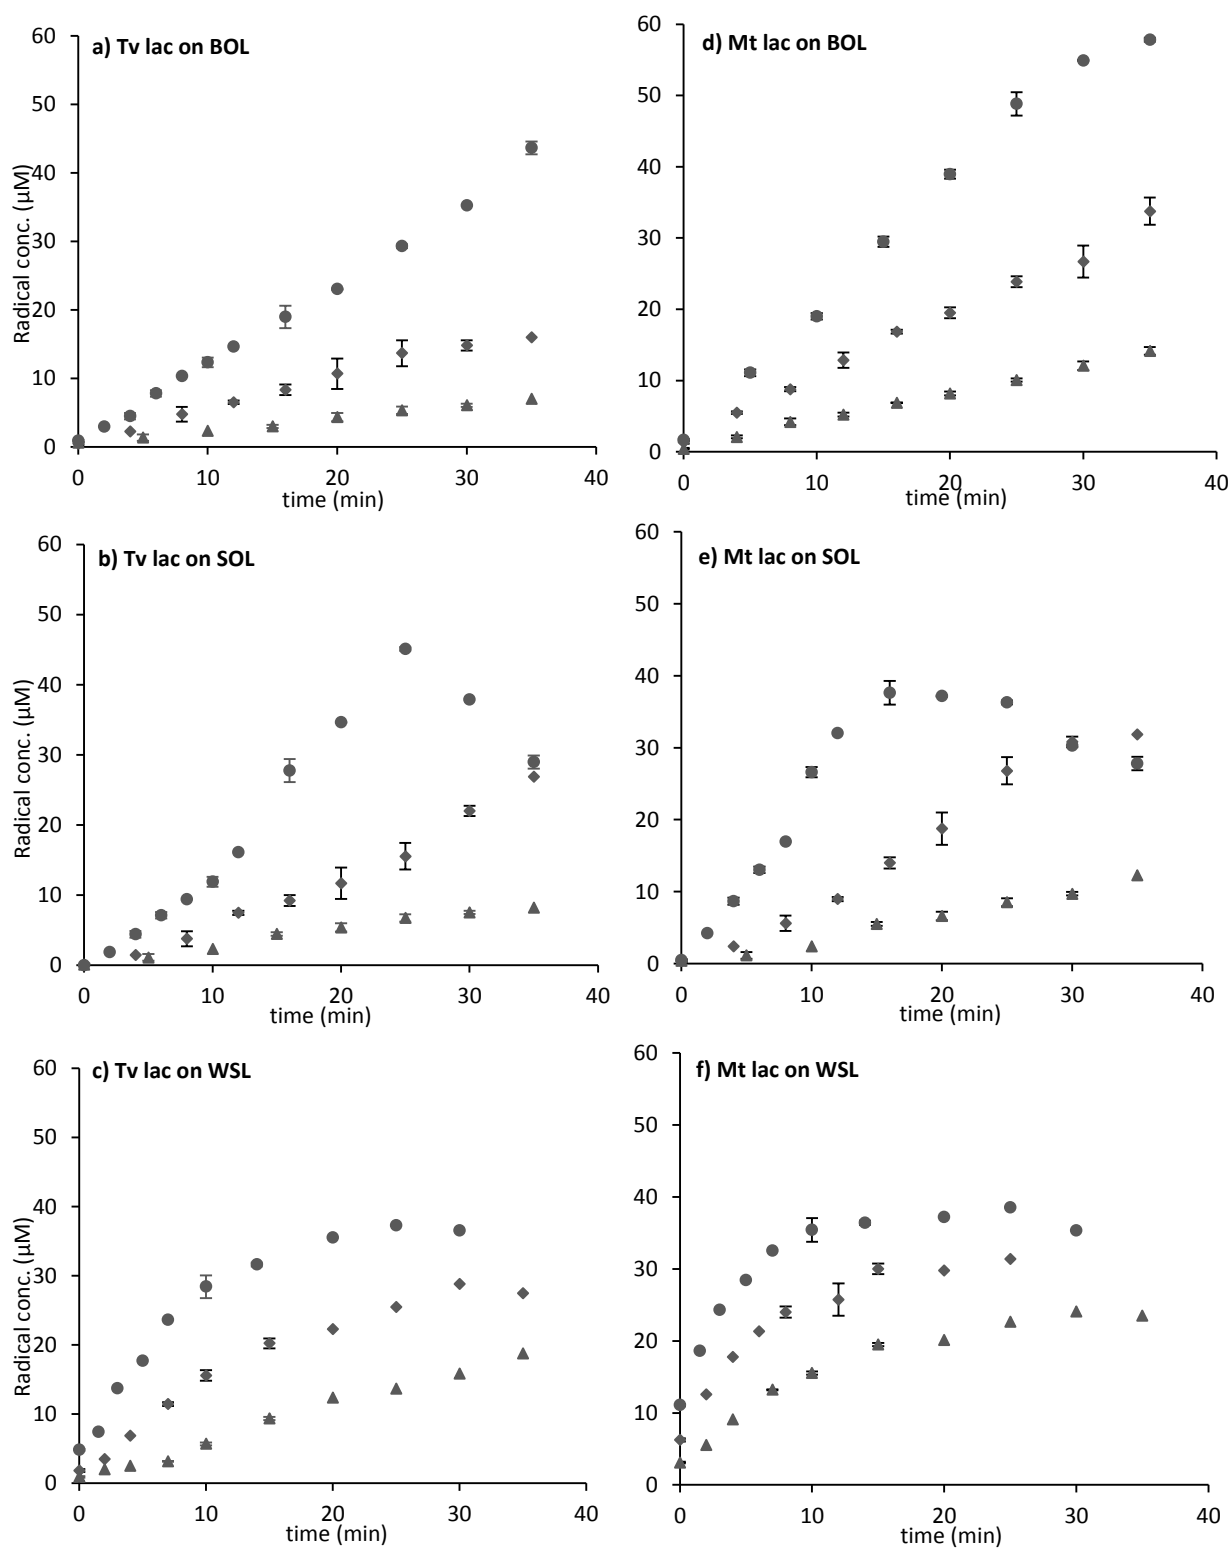 a) Tv lac on BOL
Radical conc. (μM)
60
50
40
30
20
10
0
0 10 20 30 40
time (min)
d) Mt lac on BOL
60
50
40
30
20
10
0
0 10 20 30 40
time (min)
b) Tv lac on SOL
Radical conc. (μM)
60
50
40
30
20
10
0
0 10 20 30 40
time (min)
e) Mt lac on SOL
60
50
40
30
20
10
0
0 10 20 30 40
time (min)
c) Tv lac on WSL
Radical conc. (μM)
60
50
40
30
20
10
0
0 10 20 30 40
time (min)
f) Mt lac on WSL
60
50
40
30
20
10
0
0 10 20 30 40
time (min)